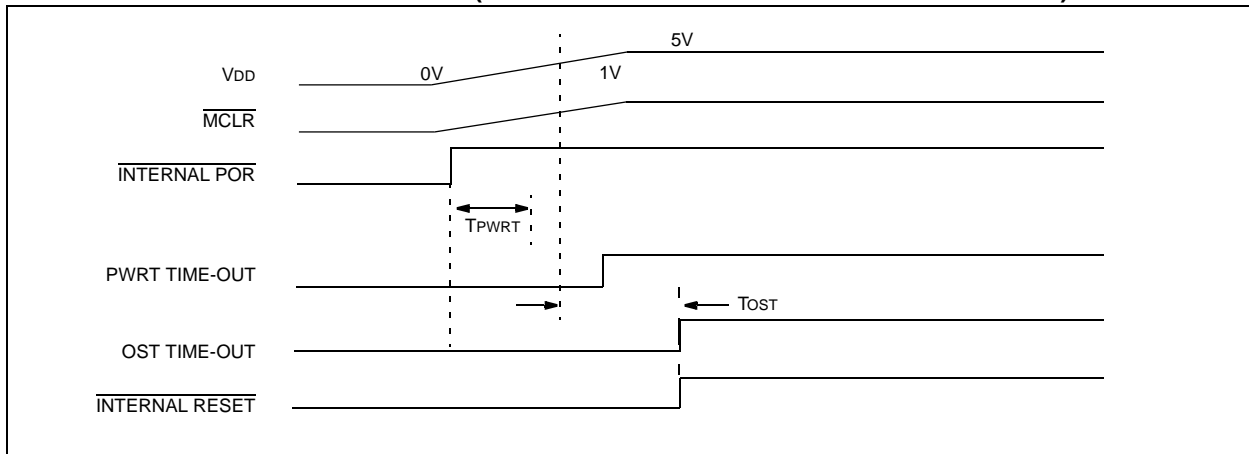 5V
VDD 0V 1V
MCLR
INTERNAL POR
TPWRT
PWRT TIME-OUT
TOST
OST TIME-OUT
INTERNAL RESET